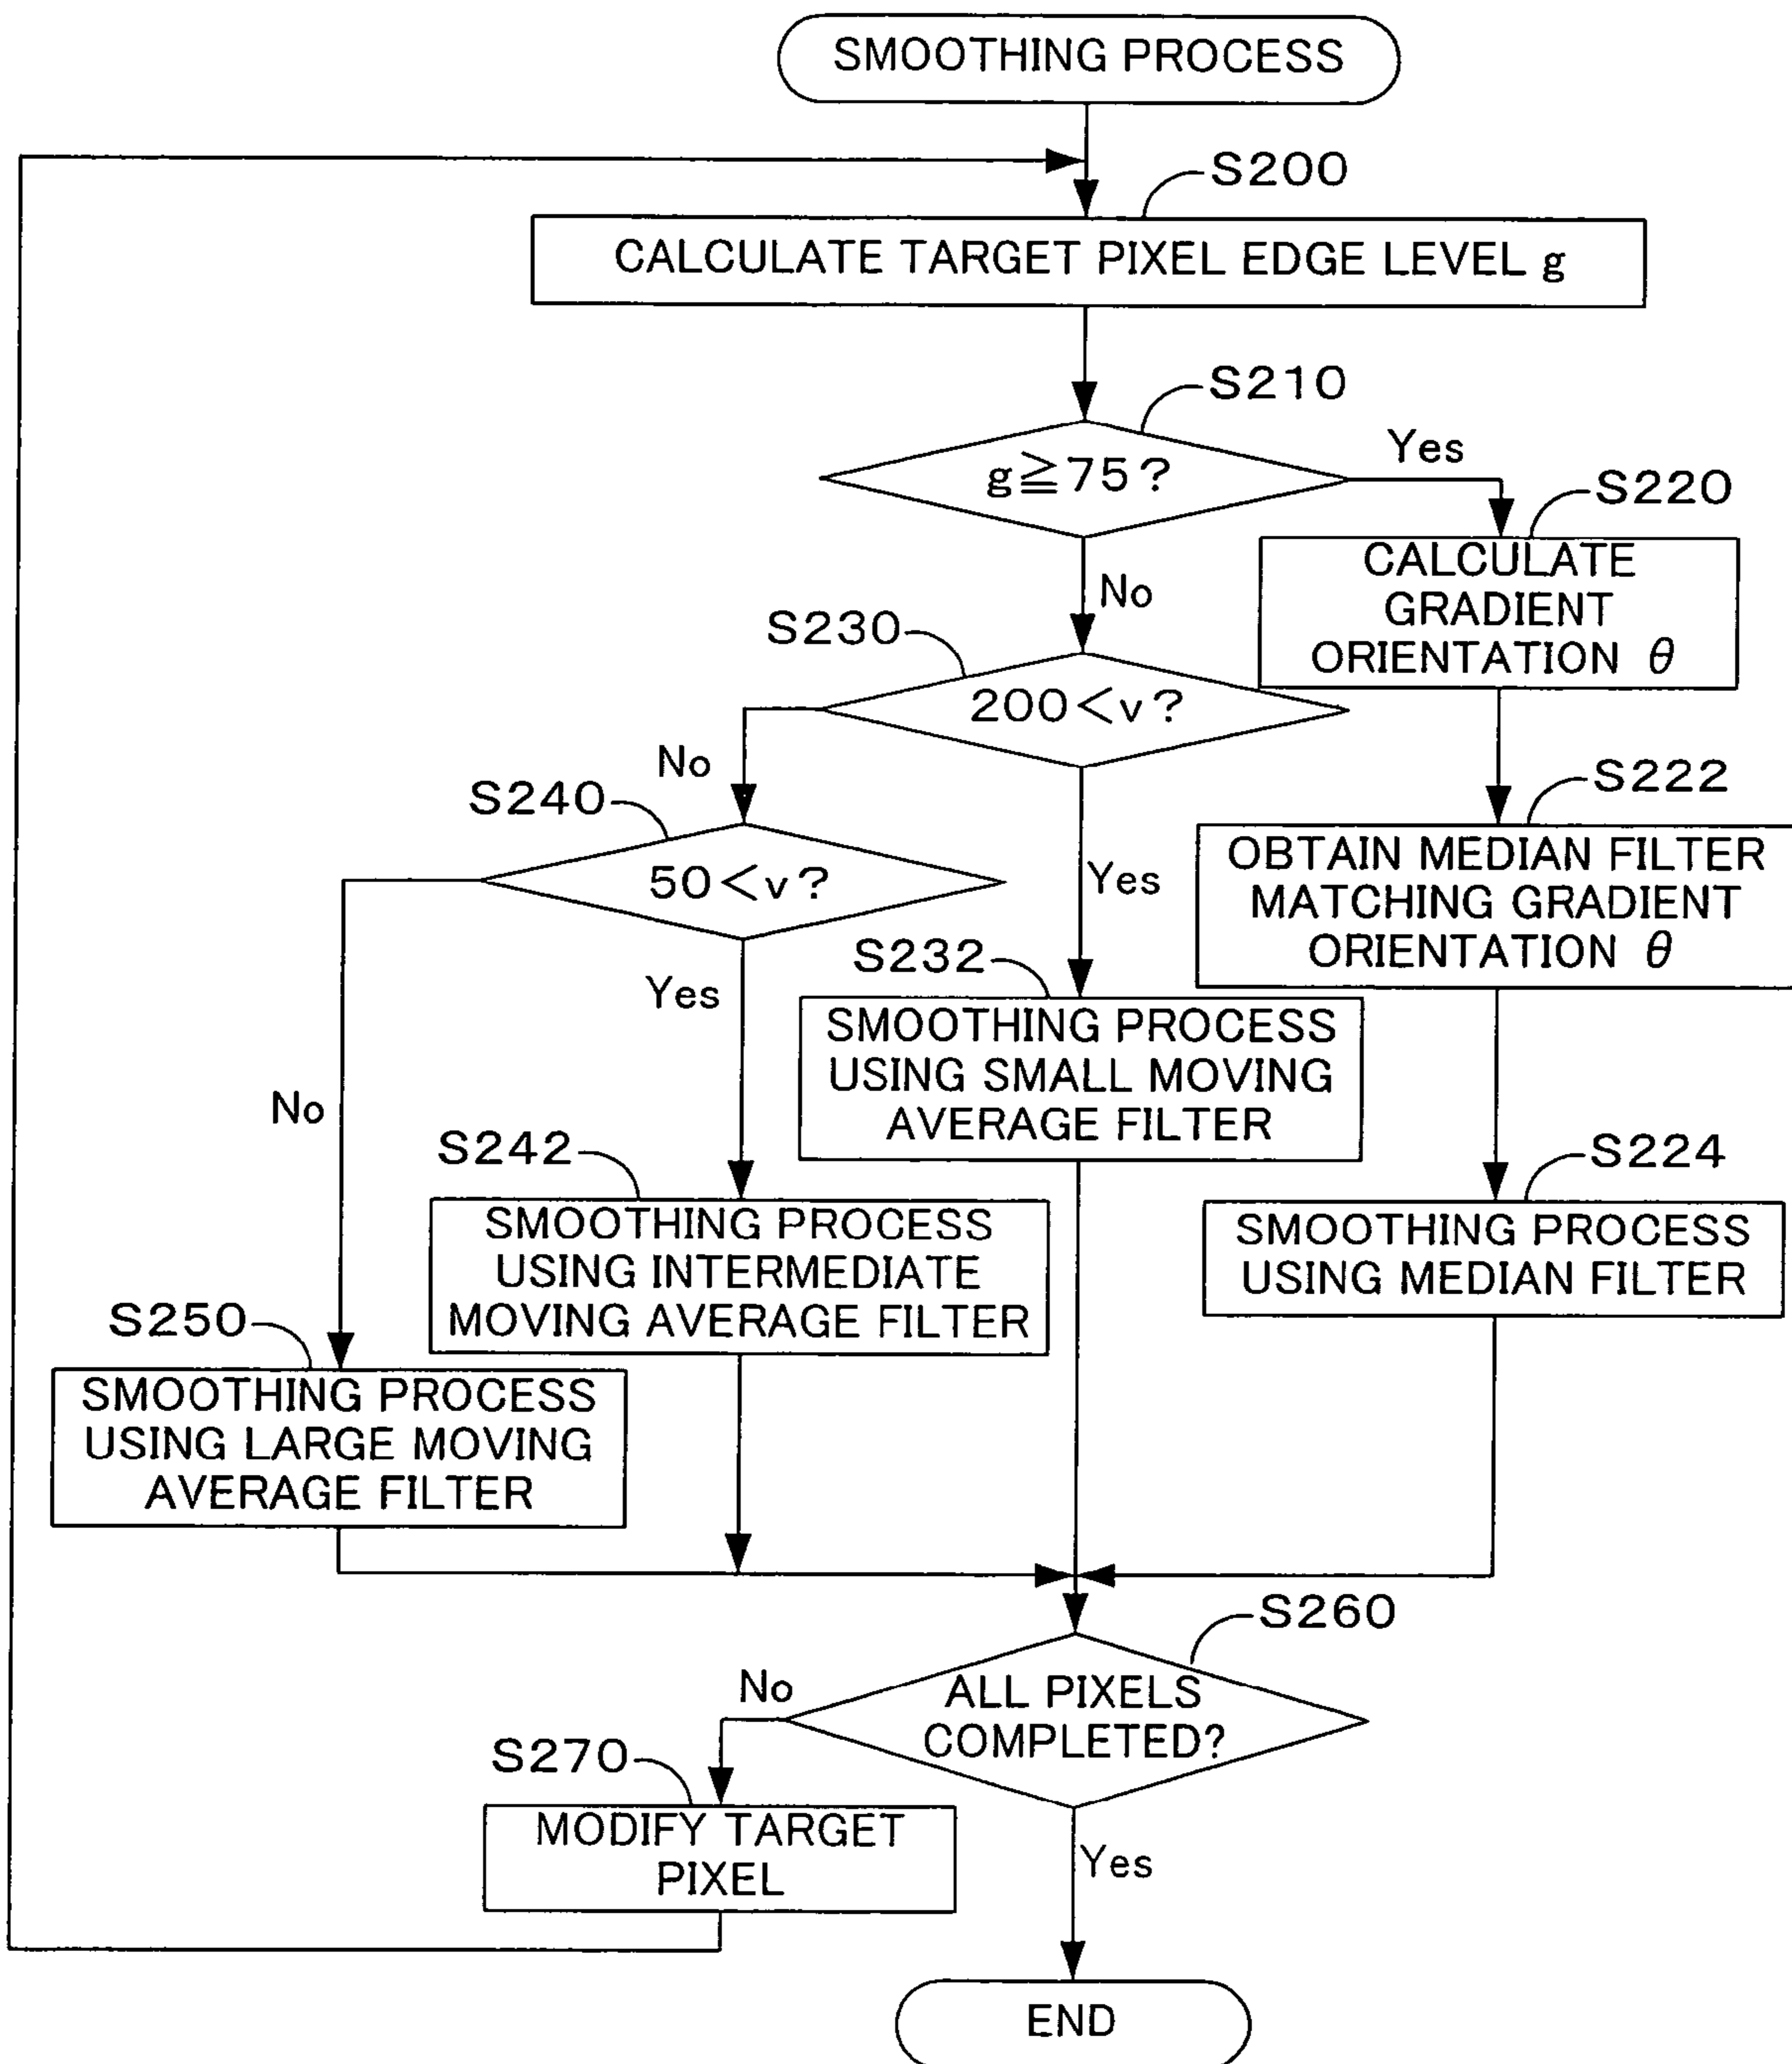 SMOOTHING PROCESS
S200
CALCULATE TARGET PIXEL EDGE LEVEL g
S210
g≧75?
Yes
No
S220
CALCULATE
GRADIENT
ORIENTATION θ
S230
200<v?
No
Yes
S222
OBTAIN MEDIAN FILTER
MATCHING GRADIENT
ORIENTATION θ
S240
50<v?
No
Yes
S232
SMOOTHING PROCESS
USING SMALL MOVING
AVERAGE FILTER
S224
SMOOTHING PROCESS
USING MEDIAN FILTER
S242
SMOOTHING PROCESS
USING INTERMEDIATE
MOVING AVERAGE FILTER
S250
SMOOTHING PROCESS
USING LARGE MOVING
AVERAGE FILTER
S260
ALL PIXELS
COMPLETED?
No
Yes
S270
MODIFY TARGET
PIXEL
END